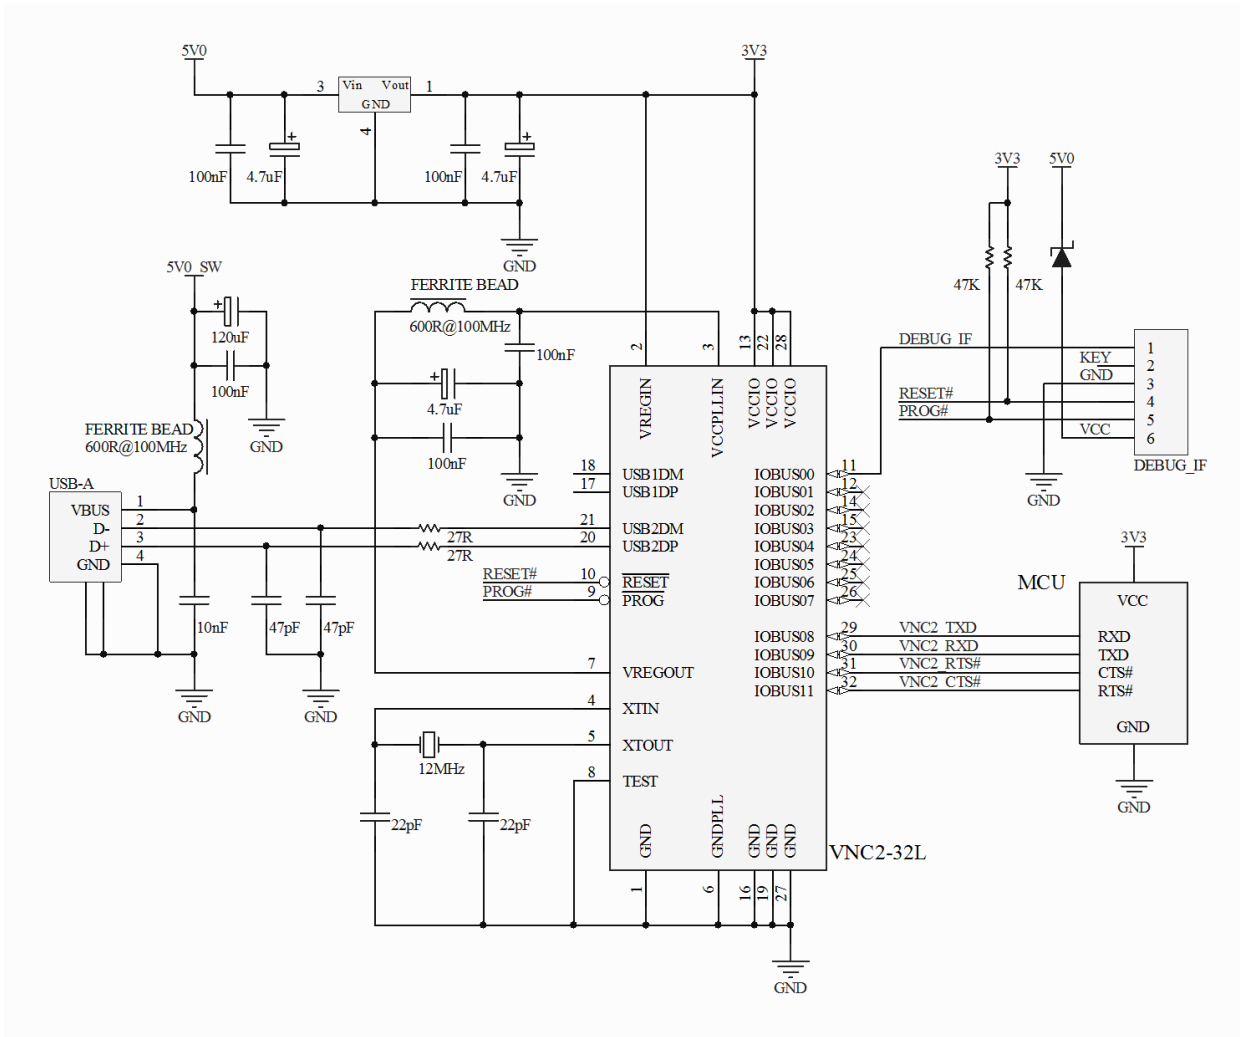 5V0
3V3
3
Vin Vout
GND
1
4
100nF
4.7uF
100nF
4.7uF
GND
3V3
5V0
47K
47K
5V0_SW
120uF
100nF
GND
FERRITE BEAD
600R@100MHz
FERRITE BEAD
600R@100MHz
100nF
4.7uF
100nF
GND
2
3
13
22
28
VREGIN
VCCPLLIN
VCCIO
VCCIO
VCCIO
DEBUG_IF
KEY
GND
RESET#
PROG#
VCC
1
2
3
4
5
6
DEBUG_IF
GND
USB-A
VBUS 1
D- 2
D+ 3
GND 4
27R
27R
10nF
47pF
47pF
GND
GND
18 USB1DM
17 USB1DP
21 USB2DM
20 USB2DP
RESET# 10 RESET
PROG# 9 PROG
7 VREGOUT
4 XTIN
5 XTOUT
8 TEST
12MHz
22pF
22pF
IOBUS00 11
IOBUS01 12
IOBUS02 14
IOBUS03 15
IOBUS04 23
IOBUS05 24
IOBUS06 25
IOBUS07 26
IOBUS08 29 VNC2_TXD
IOBUS09 30 VNC2_RXD
IOBUS10 31 VNC2_RTS#
IOBUS11 32 VNC2_CTS#
3V3
MCU
VCC
RXD
TXD
CTS#
RTS#
GND
GND
GND
GNDPLL
GND
GND
GND
VNC2-32L
1
6
16
19
27
GND